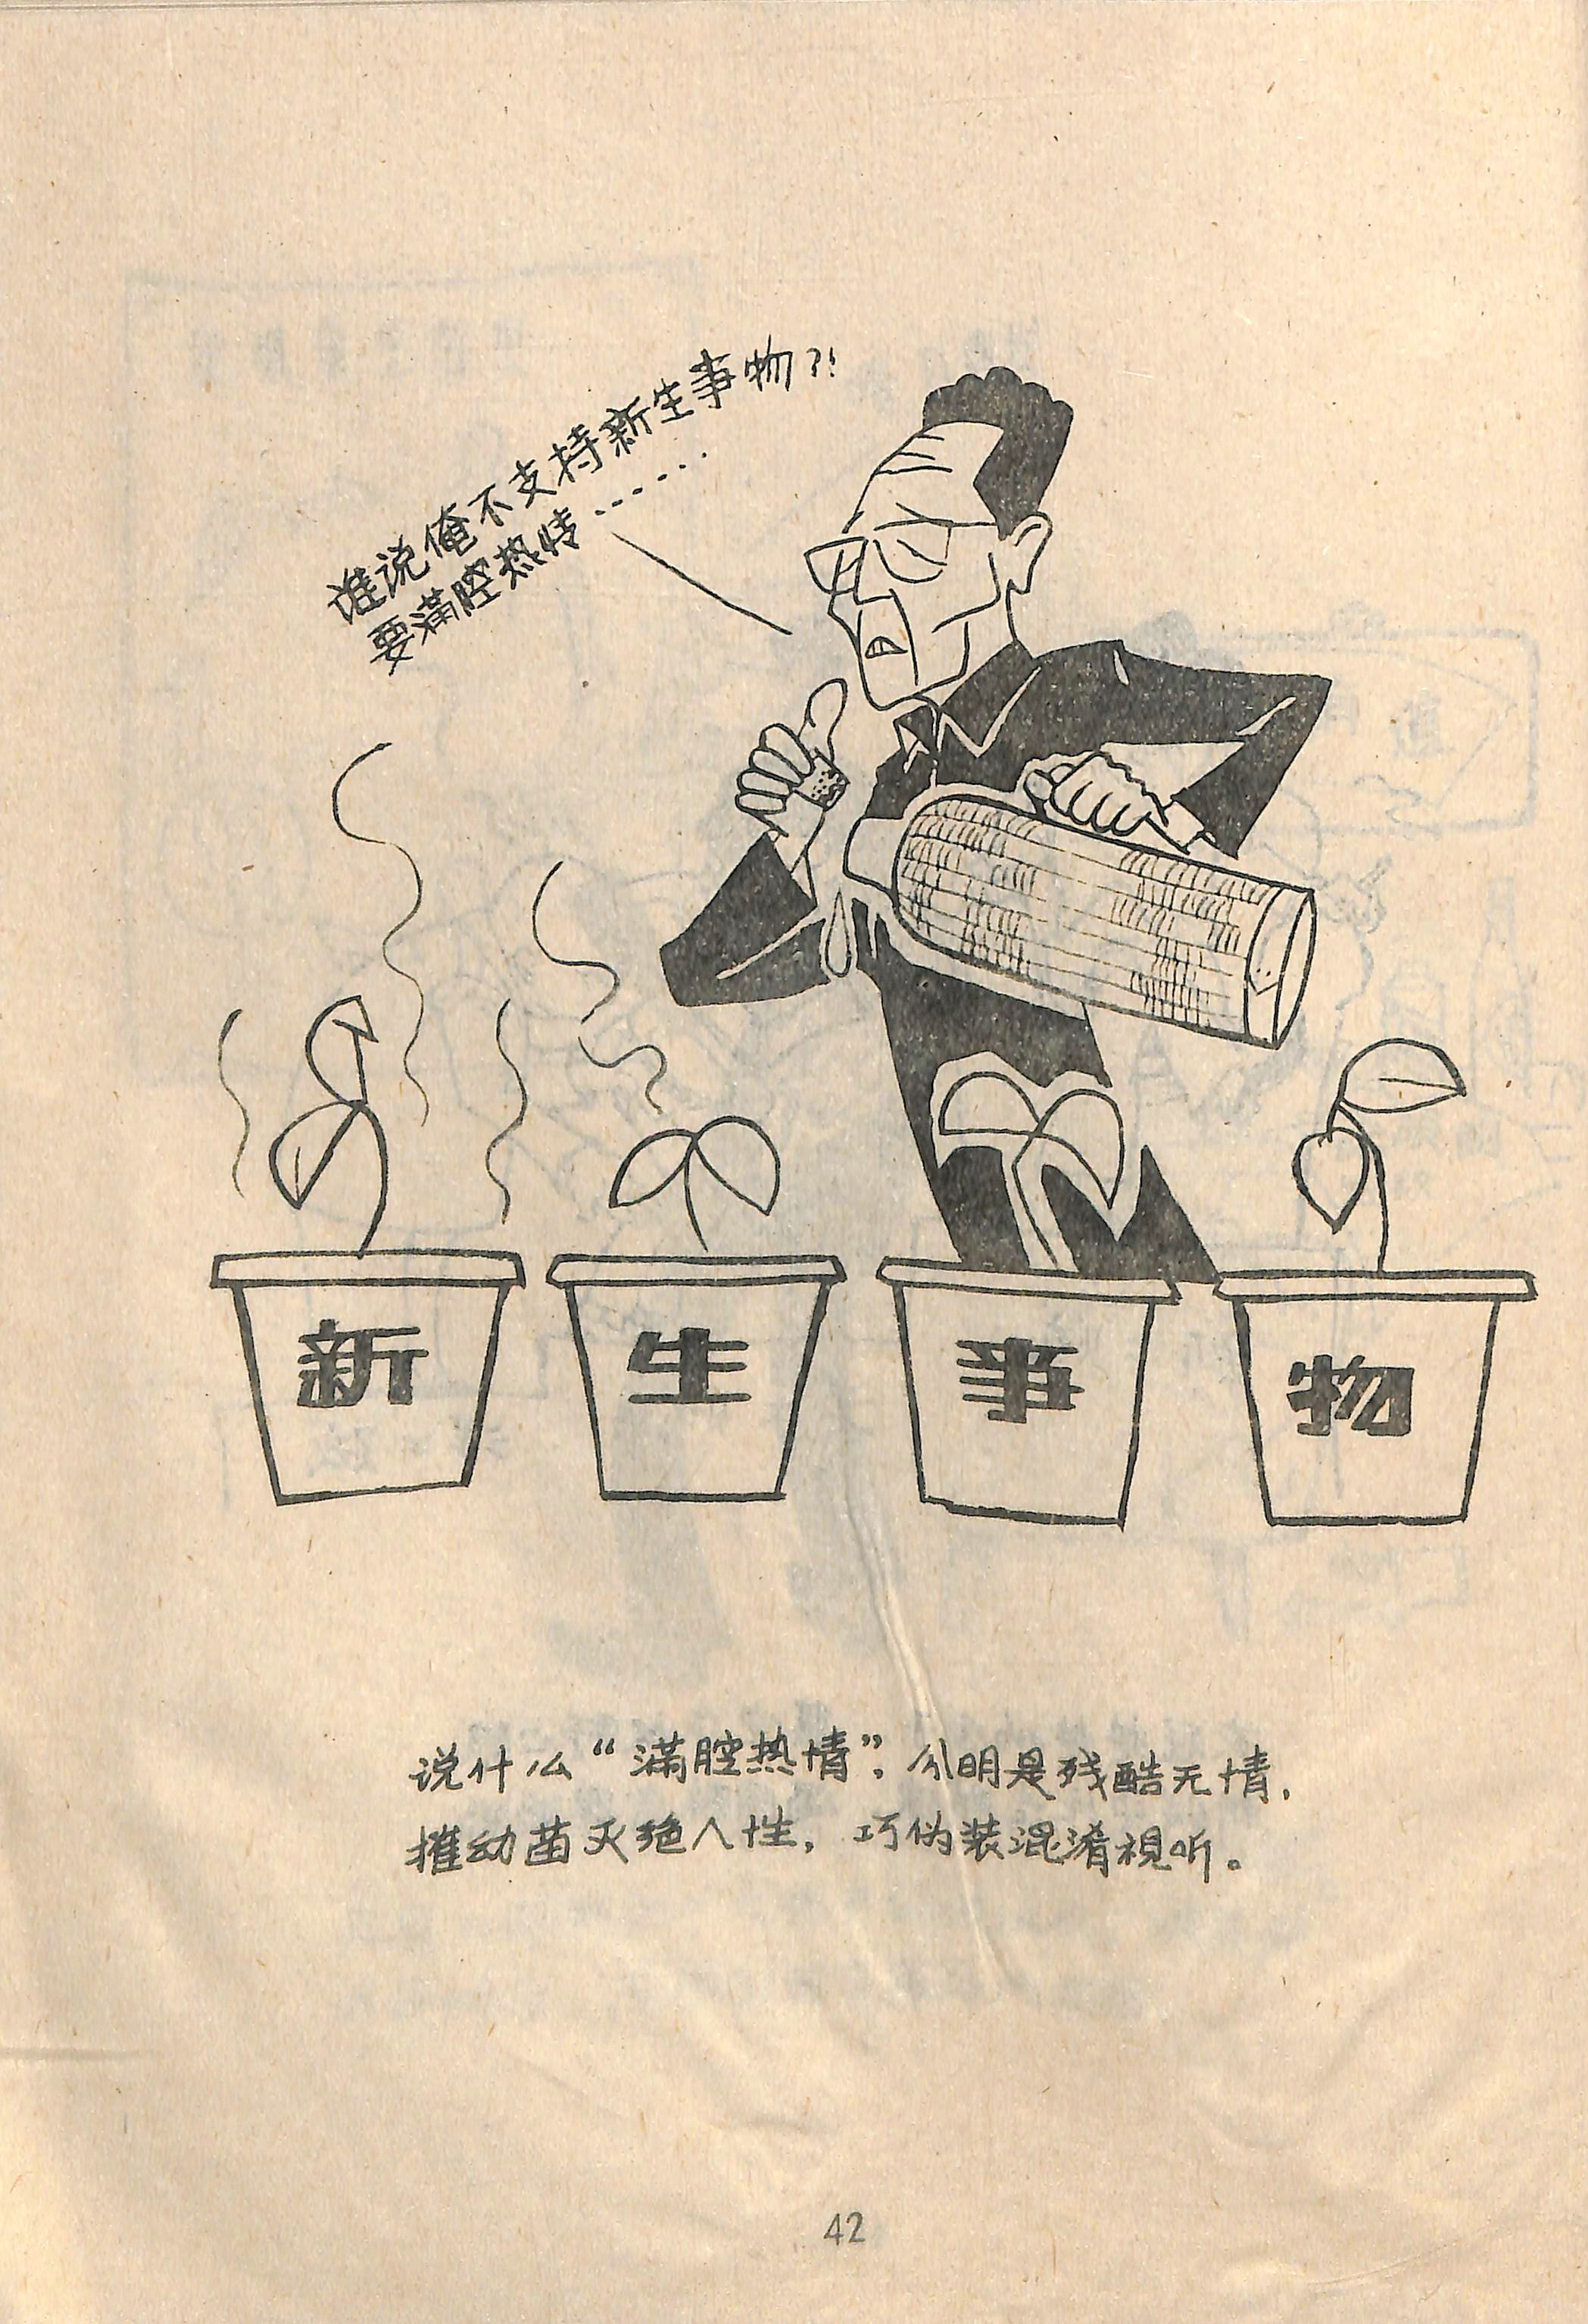 谁说俺不支持新生事物?!
要满腔热情……
新 生 事 物
说什么“满腔热情”，分明是残酷无情，
摧幼苗灭绝人性，巧伪装混淆視听。
42